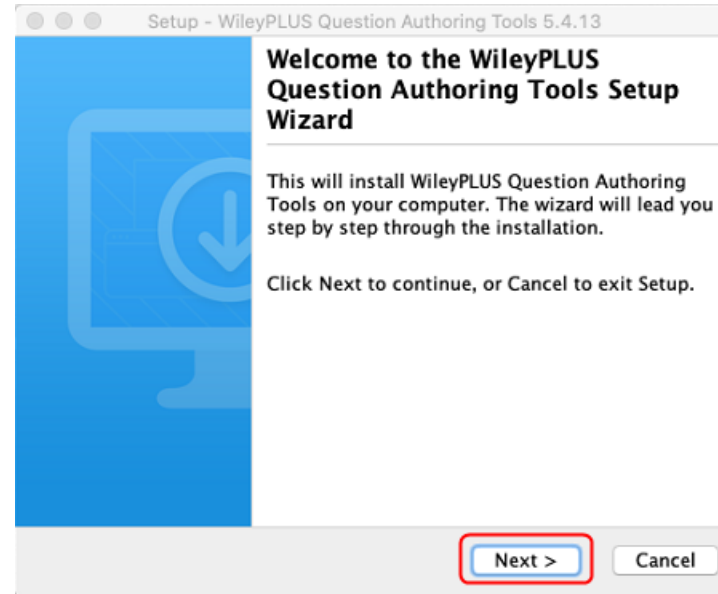 Setup - WileyPLUS Question Authoring Tools 5.4.13
Welcome to the WileyPLUS
Question Authoring Tools Setup
Wizard
This will install WileyPLUS Question Authoring
Tools on your computer. The wizard will lead you
step by step through the installation.
Click Next to continue, or Cancel to exit Setup.
Next > Cancel